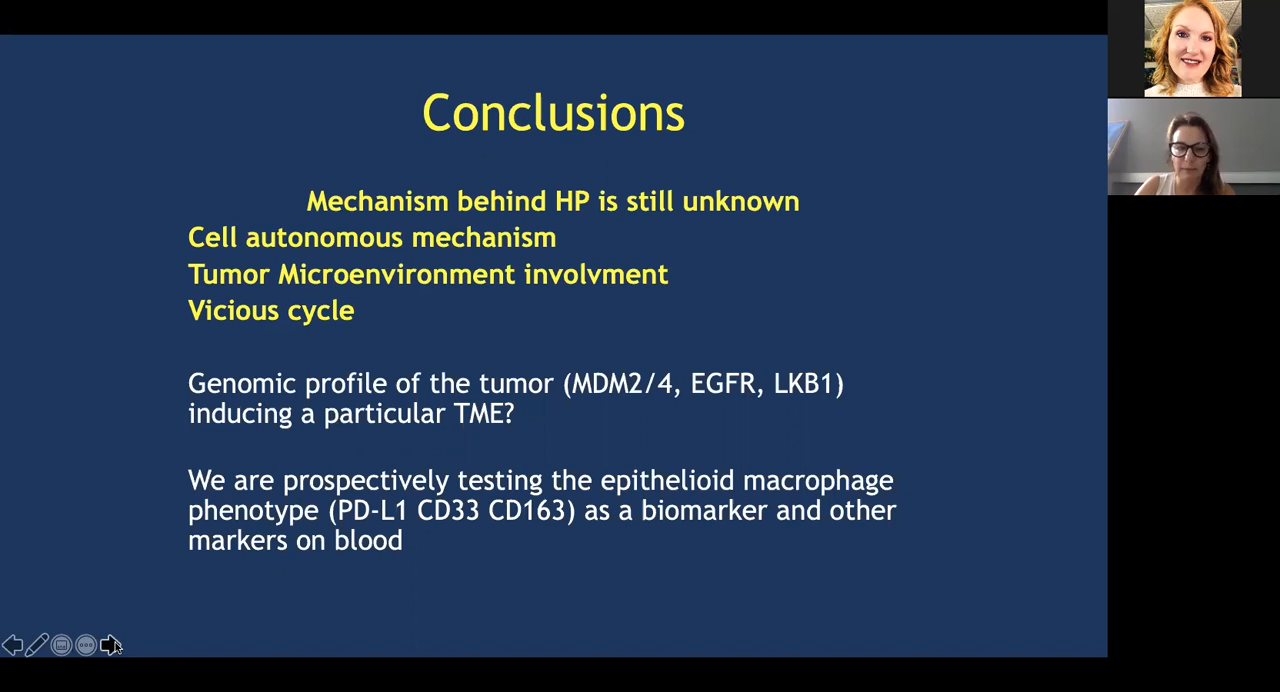 Conclusions
Mechanism behind HP is still unknown
Cell autonomous mechanism
Tumor Microenvironment involvment
Vicious cycle
Genomic profile of the tumor (MDM2/4, EGFR, LKB1)
inducing a particular TME?
We are prospectively testing the epithelioid macrophage
phenotype (PD-L1 CD33 CD163) as a biomarker and other
markers on blood